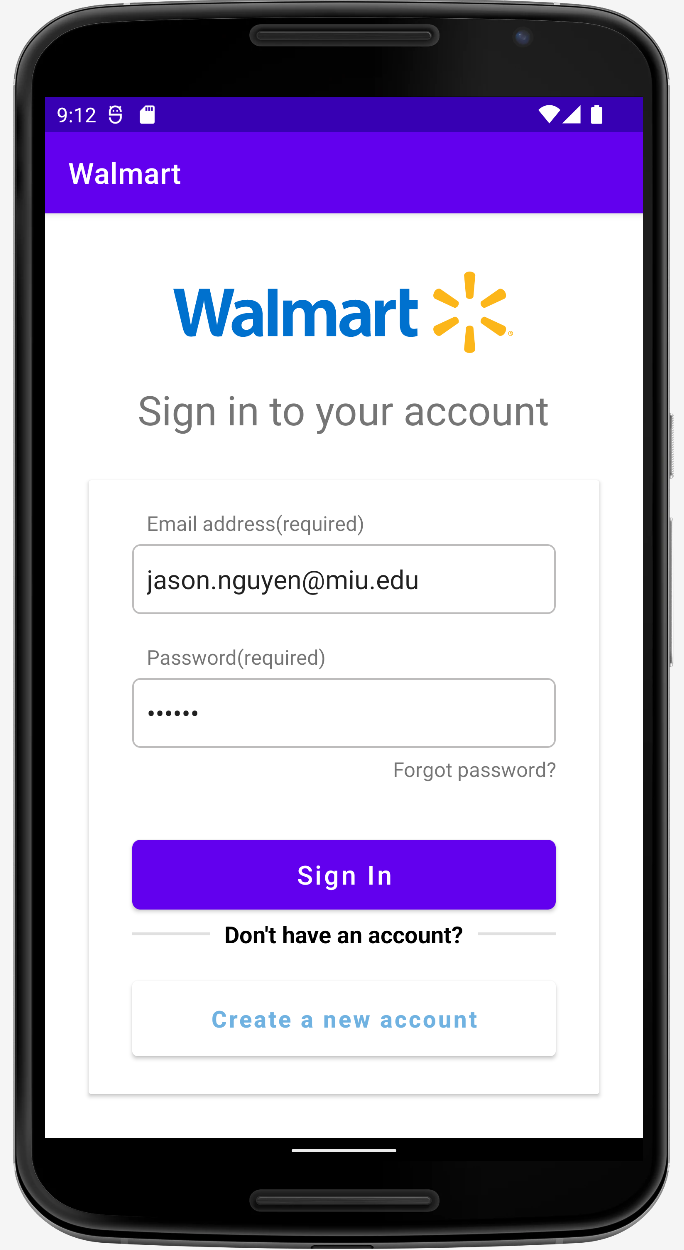 9:12
Walmart
Walmart
Sign in to your account
Email address(required)
jason.nguyen@miu.edu
Password(required)
••••••
Forgot password?
Sign In
Don't have an account?
Create a new account